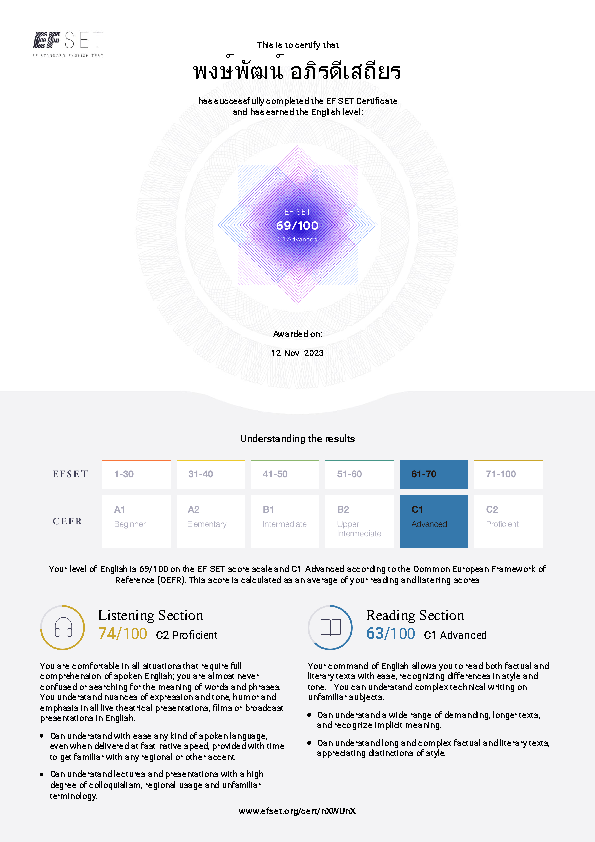 EF SET
EF STANDARD ENGLISH TEST
This is to certify that
พงษ์พัฒน์ อภิรดีเสถียร
has successfully completed the EF SET Certificate
and has earned the English level:
EF SET
69/100
C1 Advanced
Awarded on:
12 Nov 2023
Understanding the results
EFSET 1-30 31-40 41-50 51-60 61-70 71-100
CEFR A1 A2 B1 B2 C1 C2
Beginner Elementary Intermediate Upper Advanced Proficient
Intermediate
Your level of English is 69/100 on the EF SET score scale and C1 Advanced according to the Common European Framework of
Reference (CEFR). This score is calculated as an average of your reading and listening scores
Listening Section
74/100 C2 Proficient
You are comfortable in all situations that require full
comprehension of spoken English; you are almost never
confused or searching for the meaning of words and phrases.
You understand nuances of expression and tone, humor and
emphasis in all live theatrical presentations, films or broadcast
presentations in English.
• Can understand with ease any kind of spoken language,
even when delivered at fast native speed, provided with time
to get familiar with any regional or other accent.
• Can understand lectures and presentations with a high
degree of colloquialism, regional usage and unfamiliar
terminology.
Reading Section
63/100 C1 Advanced
Your command of English allows you to read both factual and
literary texts with ease, recognizing differences in style and
tone. You can understand complex technical writing on
unfamiliar subjects.
• Can understand a wide range of demanding, longer texts,
and recognize implicit meaning.
• Can understand long and complex factual and literary texts,
appreciating distinctions of style.